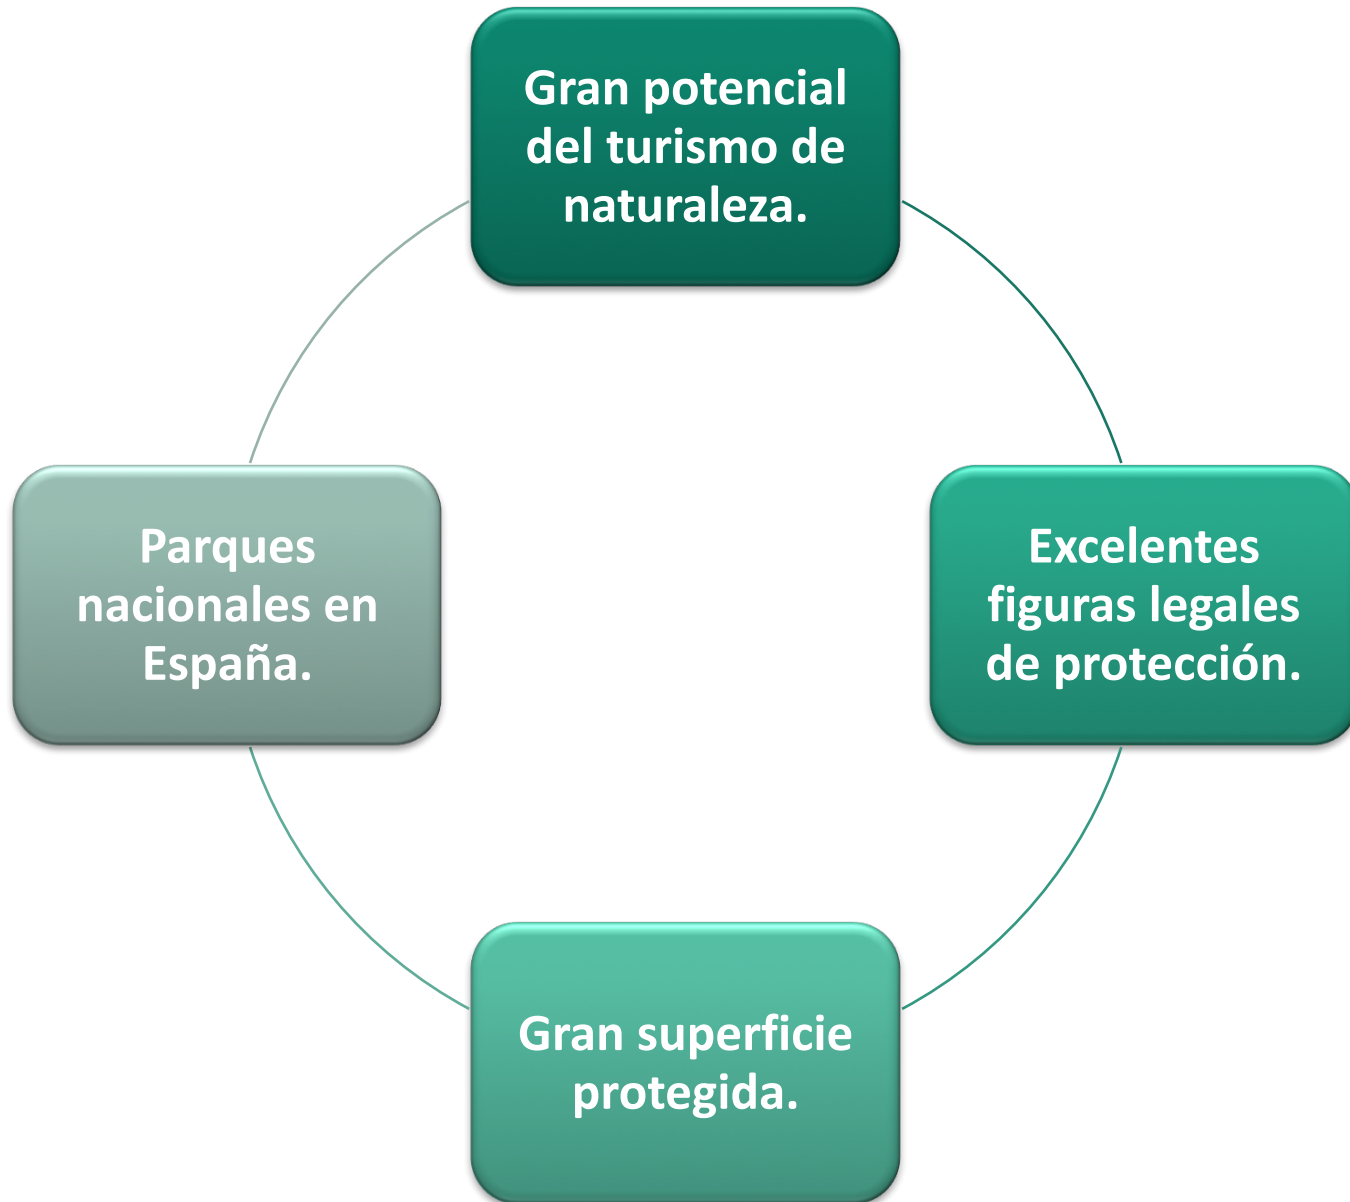 Gran potencial
del turismo de
naturaleza.
Excelentes
figuras legales
de protección.
Gran superficie
protegida.
Parques
nacionales en
España.